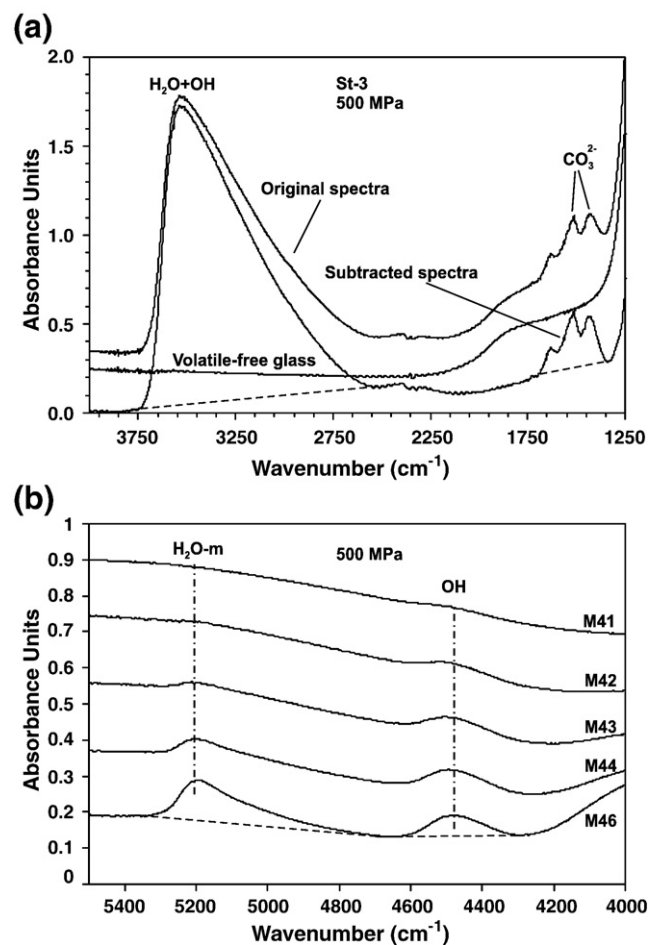 (a)
2.0
1.5
1.0
0.5
0.0
Absorbance Units
H₂O+OH
St-3
500 MPa
CO₃²⁻
Original spectra
Subtracted spectra
Volatile-free glass
3750 3250 2750 2250 1750 1250
Wavenumber (cm⁻¹)
(b)
1
0.9
0.8
0.7
0.6
0.5
0.4
0.3
0.2
0.1
0
Absorbance Units
H₂O-m
500 MPa
OH
M41
M42
M43
M44
M46
5400 5200 5000 4800 4600 4400 4200 4000
Wavenumber (cm⁻¹)